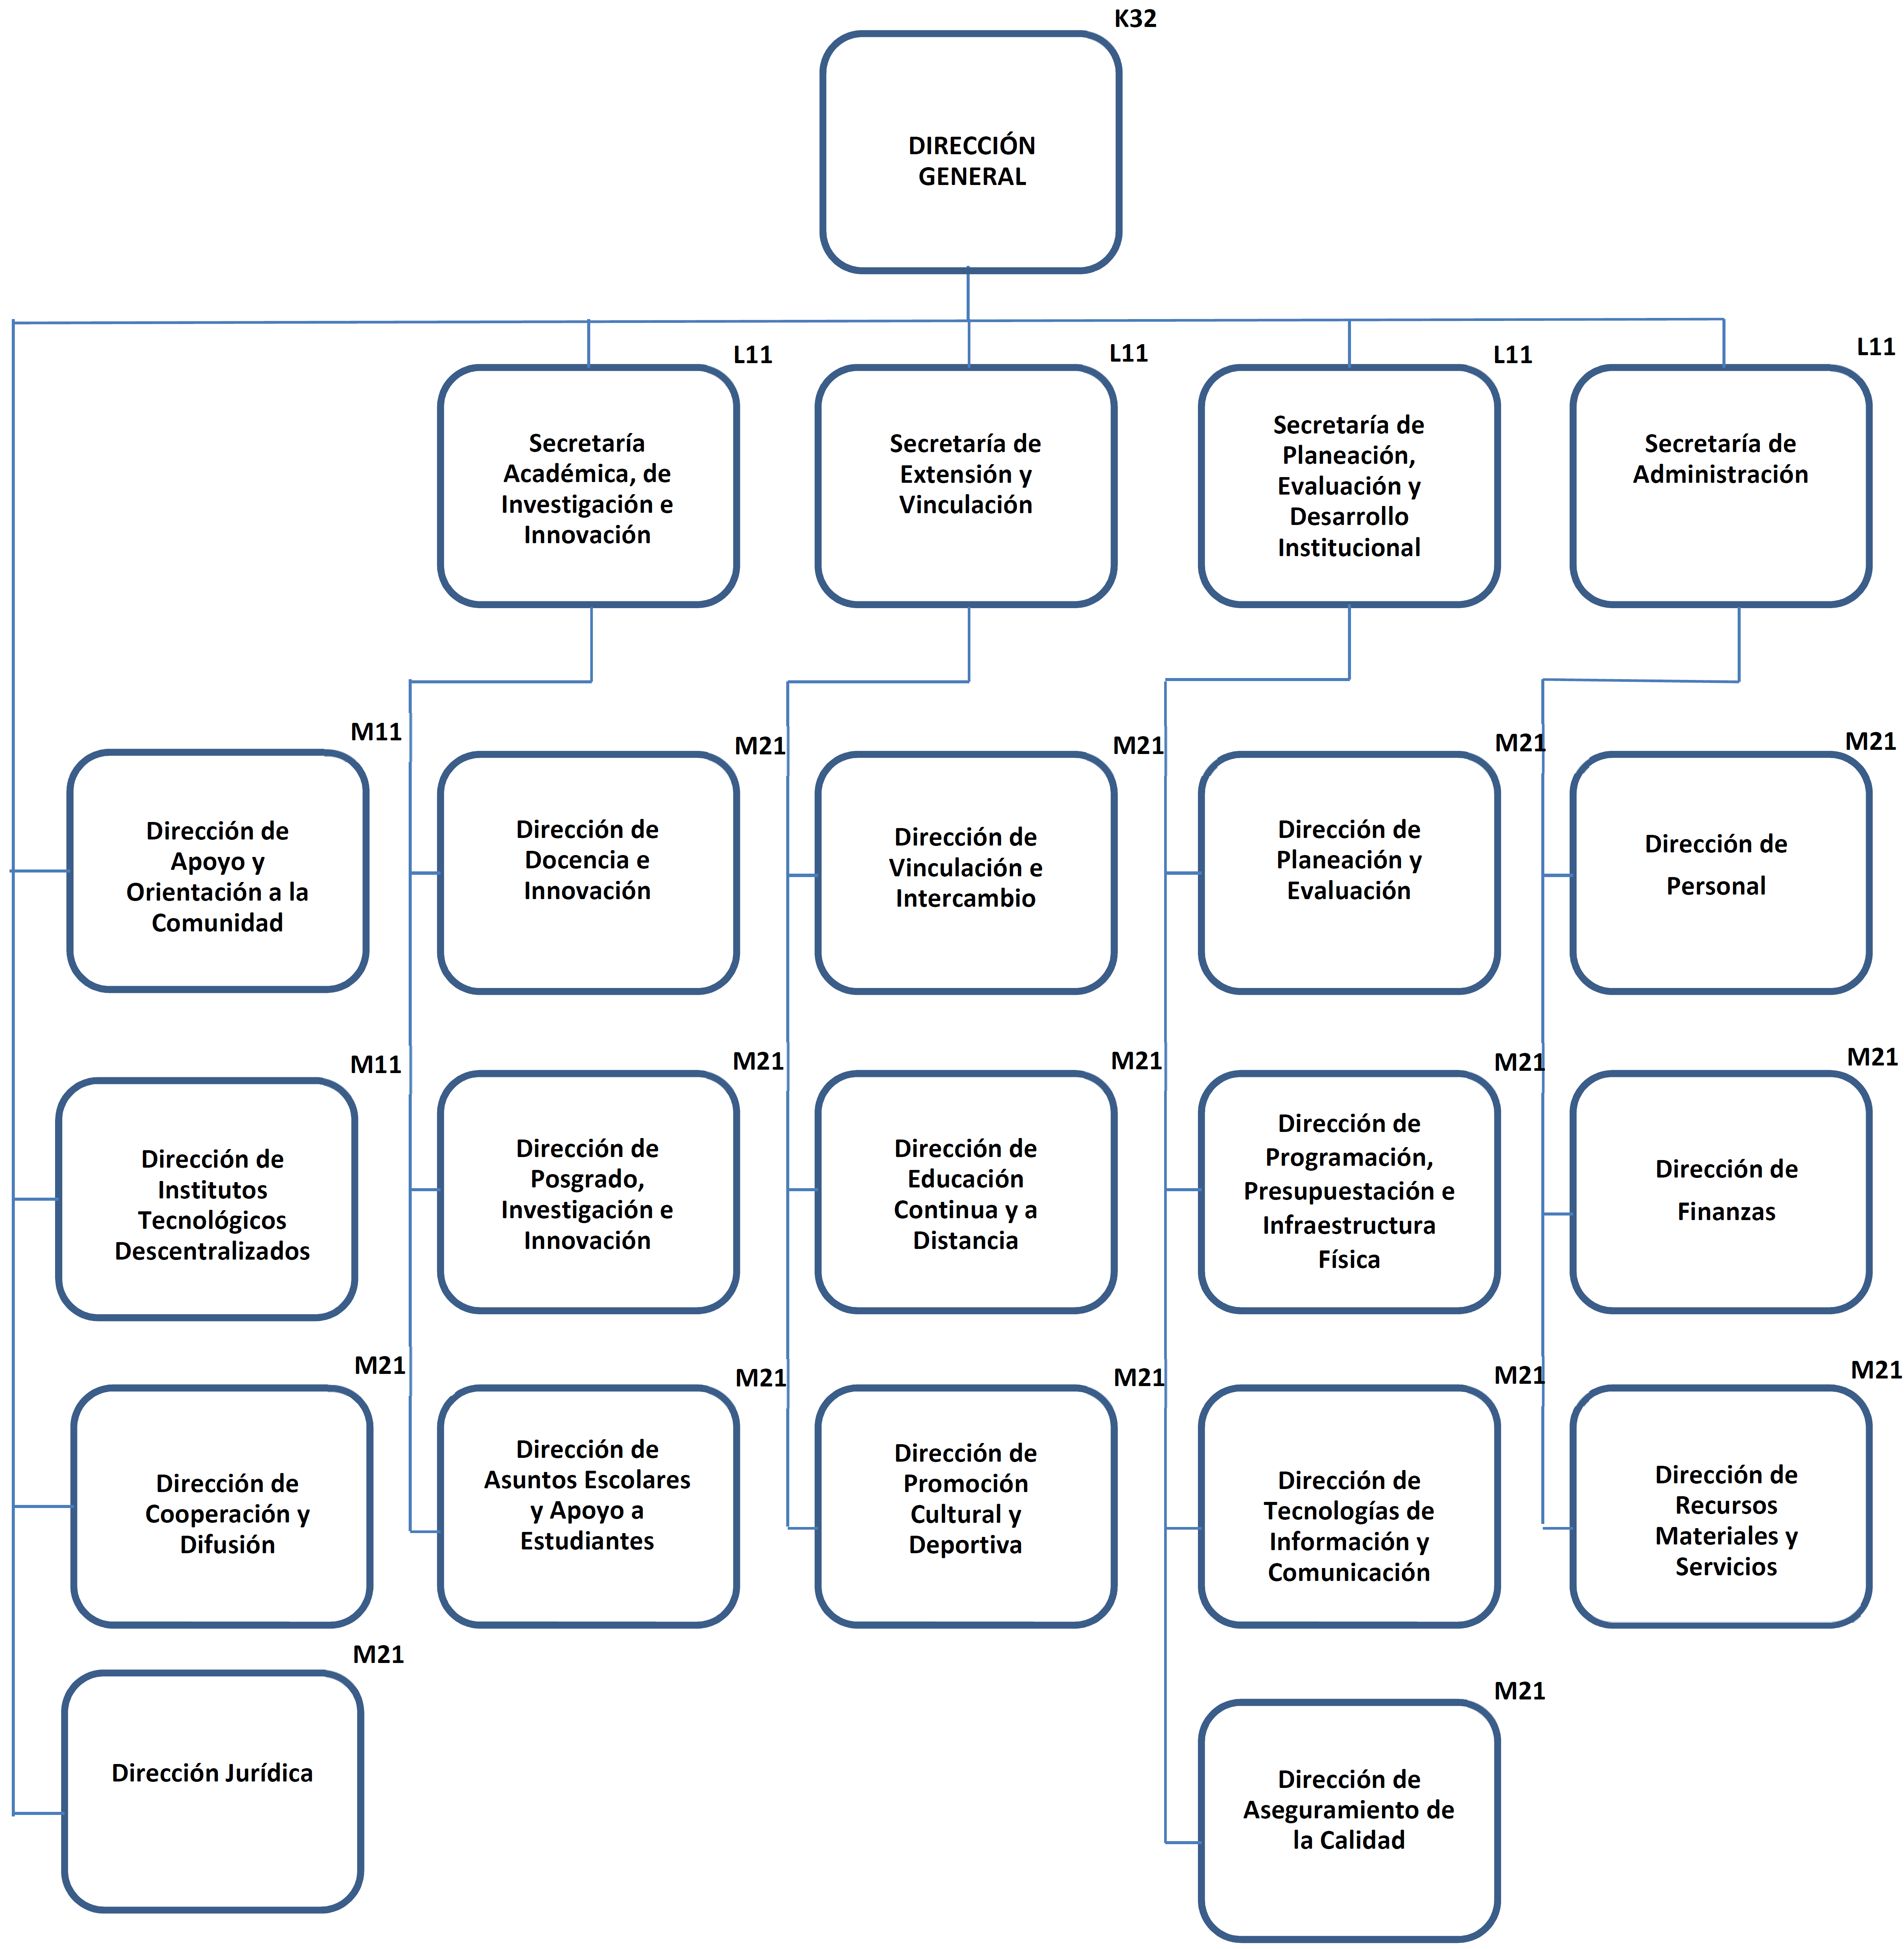 K32
DIRECCIÓN
GENERAL
L11
Secretaría
Académica, de
Investigación e
Innovación
L11
Secretaría de
Extensión y
Vinculación
L11
Secretaría de
Planeación,
Evaluación y
Desarrollo
Institucional
L11
Secretaría de
Administración
M11
Dirección de
Apoyo y
Orientación a la
Comunidad
M21
Dirección de
Docencia e
Innovación
M21
Dirección de
Vinculación e
Intercambio
M21
Dirección de
Planeación y
Evaluación
M21
Dirección de
Personal
M11
Dirección de
Institutos
Tecnológicos
Descentralizados
M21
Dirección de
Posgrado,
Investigación e
Innovación
M21
Dirección de
Educación
Continua y a
Distancia
M21
Dirección de
Programación,
Presupuestación e
Infraestructura
Física
M21
Dirección de
Finanzas
M21
Dirección de
Cooperación y
Difusión
M21
Dirección de
Asuntos Escolares
y Apoyo a
Estudiantes
M21
Dirección de
Promoción
Cultural y
Deportiva
M21
Dirección de
Tecnologías de
Información y
Comunicación
M21
Dirección de
Recursos
Materiales y
Servicios
M21
Dirección Jurídica
M21
Dirección de
Aseguramiento de
la Calidad